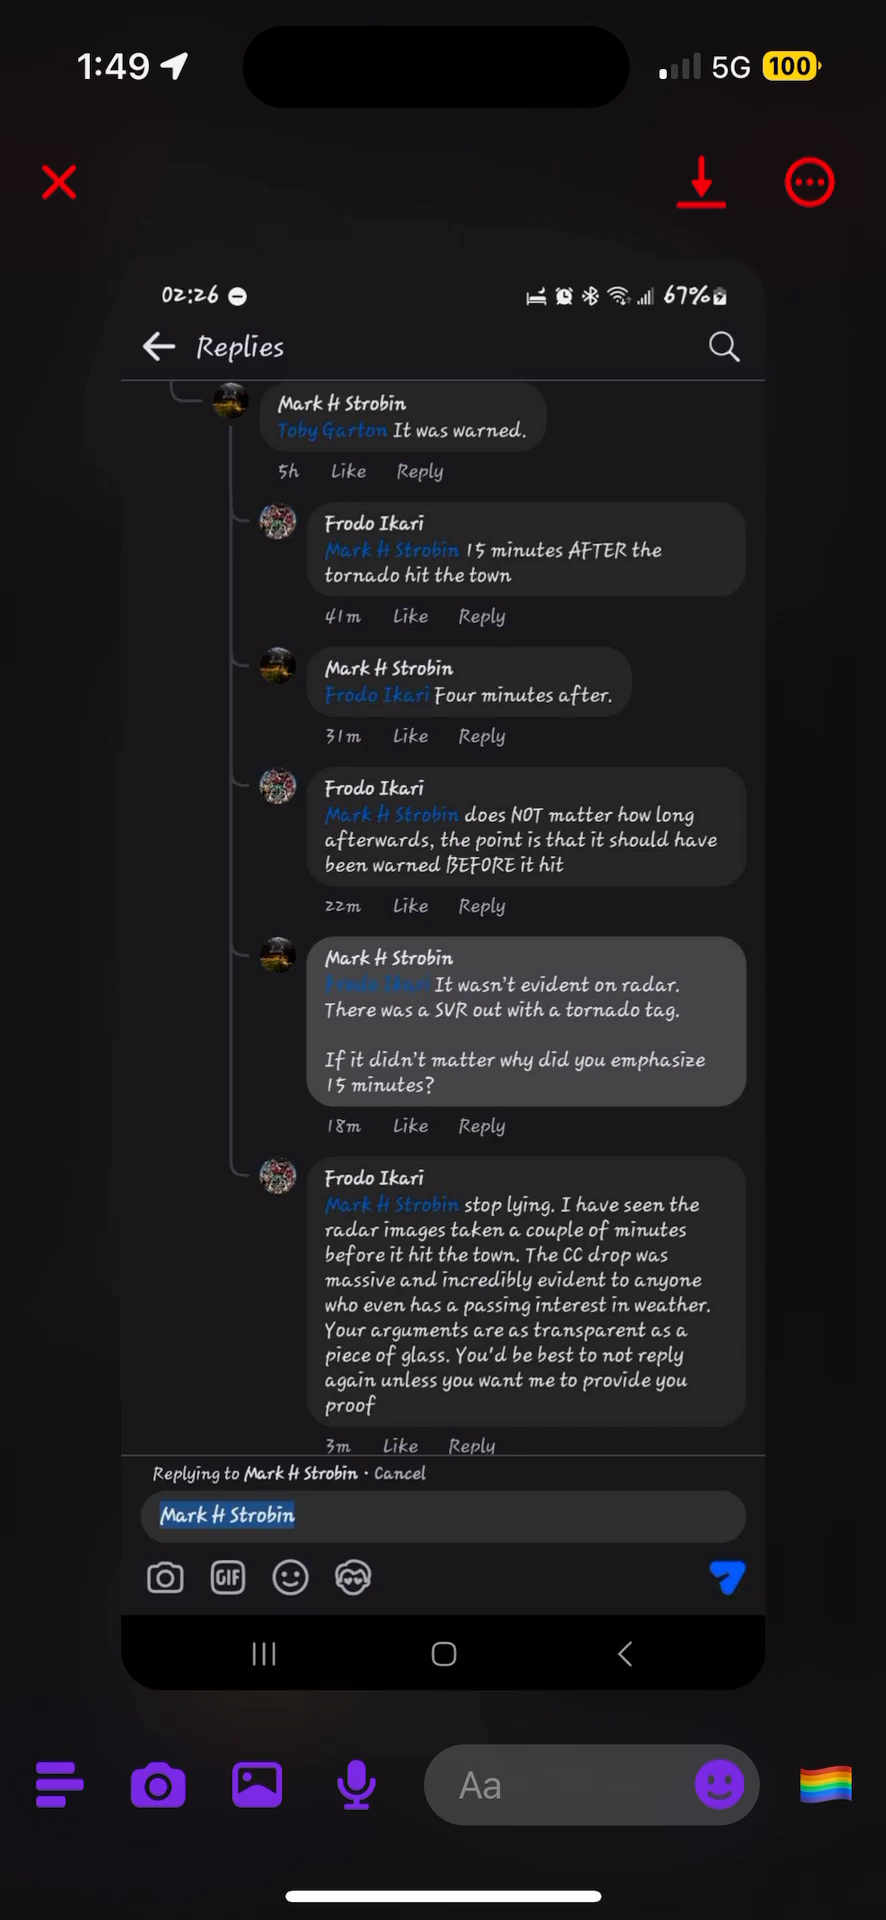 1:49 5G 100
02:26 67%
Replies
Mark H Strobin
Toby Garton It was warned.
5h Like Reply
Frodo Ikari
Mark H Strobin 15 minutes AFTER the
tornado hit the town
41m Like Reply
Mark H Strobin
Frodo Ikari Four minutes after.
31m Like Reply
Frodo Ikari
Mark H Strobin does NOT matter how long
afterwards, the point is that it should have
been warned BEFORE it hit
22m Like Reply
Mark H Strobin
Frodo Ikari It wasn't evident on radar.
There was a SVR out with a tornado tag.
If it didn't matter why did you emphasize
15 minutes?
18m Like Reply
Frodo Ikari
Mark H Strobin stop lying. I have seen the
radar images taken a couple of minutes
before it hit the town. The CC drop was
massive and incredibly evident to anyone
who even has a passing interest in weather.
Your arguments are as transparent as a
piece of glass. You'd be best to not reply
again unless you want me to provide you
proof
3m Like Reply
Replying to Mark H Strobin · Cancel
Mark H Strobin
GIF
Aa